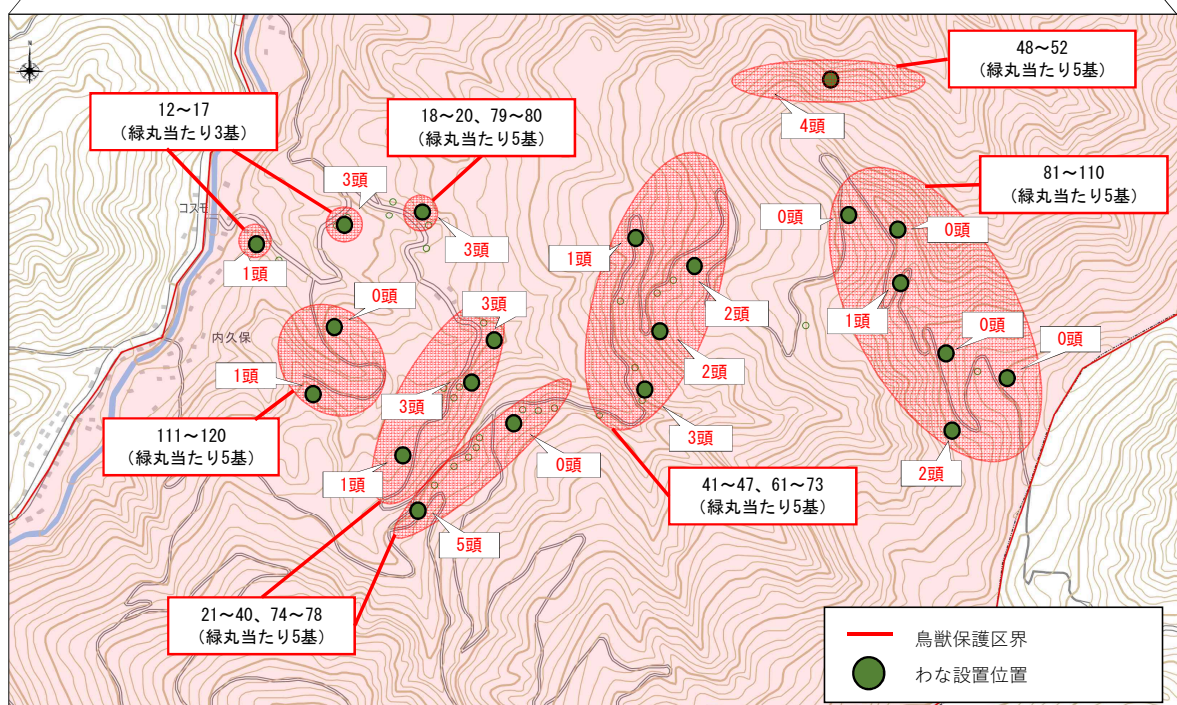 N
48~52
(緑丸当たり5基)
4頭
12~17
(緑丸当たり3基)
18~20、79~80
(緑丸当たり5基)
81~110
(緑丸当たり5基)
3頭
コスモ
3頭
1頭
0頭
0頭
1頭
2頭
1頭
0頭
3頭
内久保
2頭
0頭
0頭
1頭
3頭
3頭
2頭
111~120
(緑丸当たり5基)
1頭
0頭
41~47、61~73
(緑丸当たり5基)
5頭
21~40、74~78
(緑丸当たり5基)
鳥獣保護区界
わな設置位置